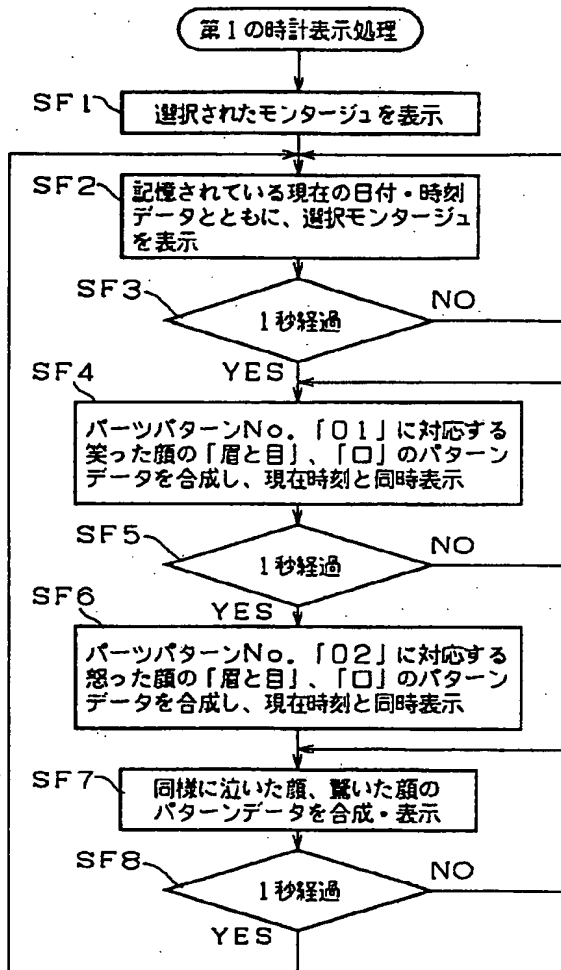 第1の時計表示処理
SF1
選択されたモンタージュを表示
SF2
記憶されている現在の日付・時刻
データとともに、選択モンタージュ
を表示
SF3
1秒経過
NO
YES
SF4
パーツパターンNo.「01」に対応する
笑った顔の「眉と目」、「口」のパターン
データを合成し、現在時刻と同時表示
SF5
1秒経過
NO
YES
SF6
パーツパターンNo.「02」に対応する
怒った顔の「眉と目」、「口」のパターン
データを合成し、現在時刻と同時表示
SF7
同様に泣いた顔、驚いた顔の
パターンデータを合成・表示
SF8
1秒経過
NO
YES